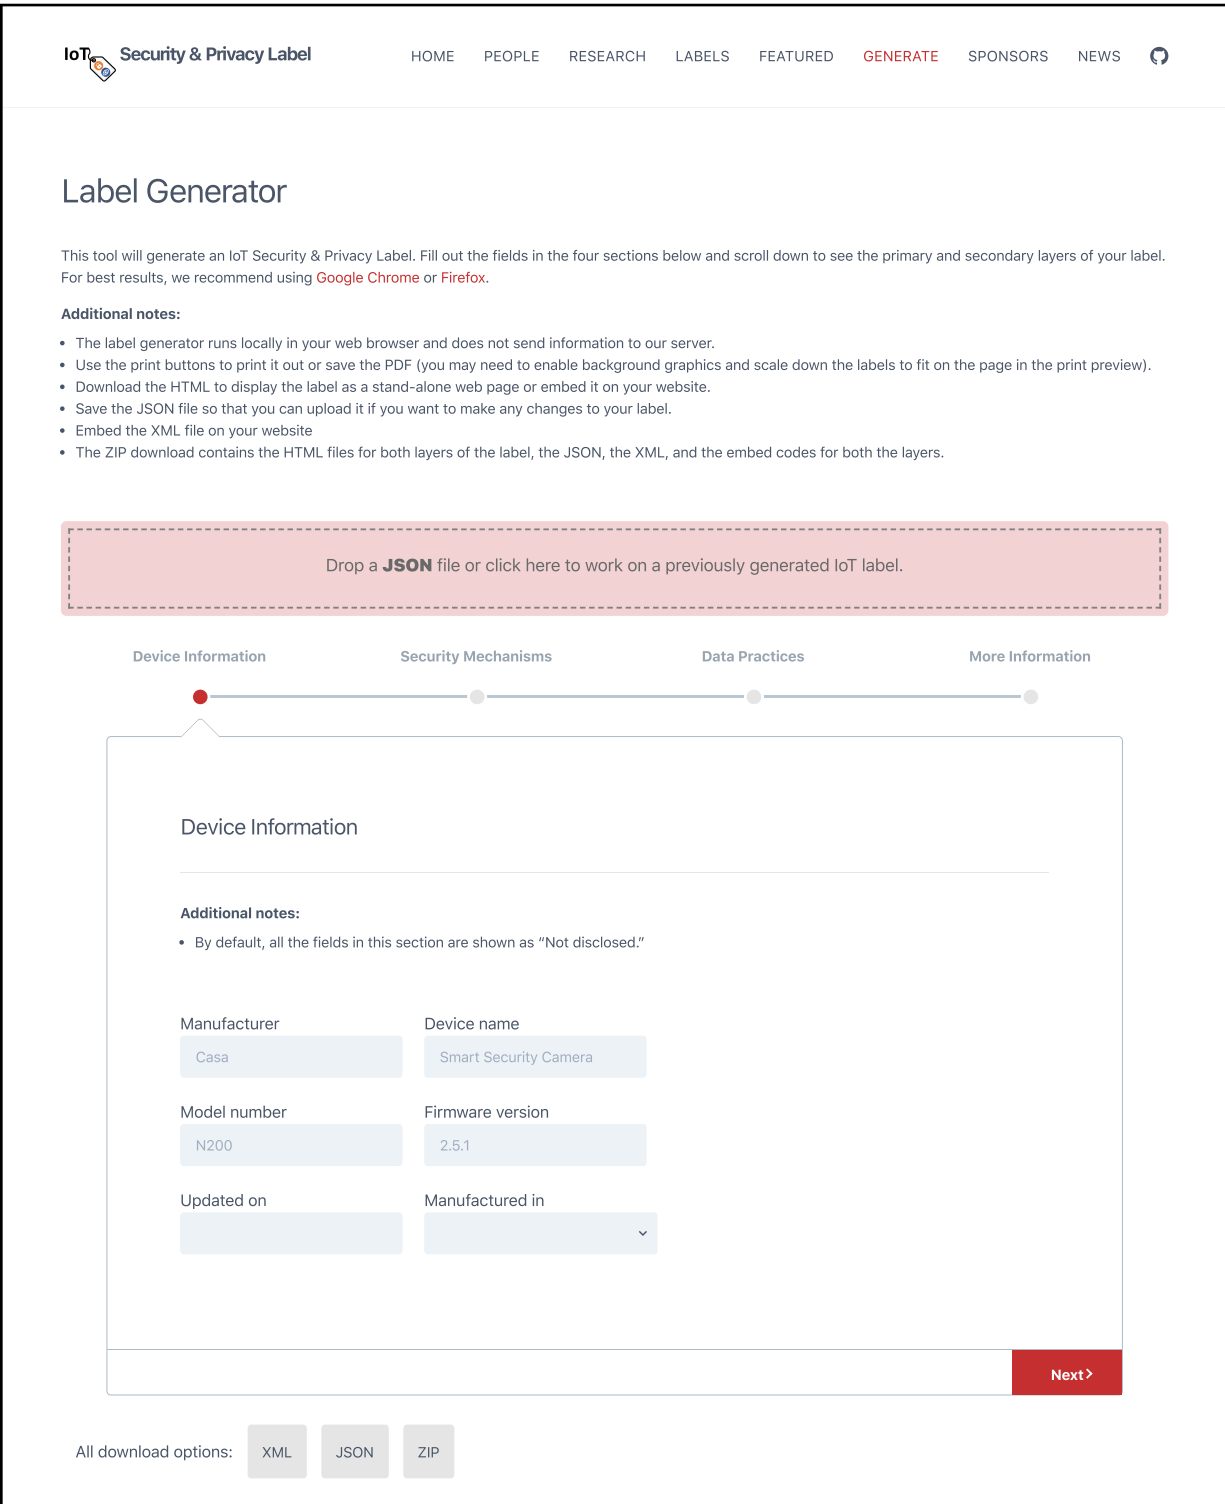 IoT Security & Privacy Label
HOME PEOPLE RESEARCH LABELS FEATURED GENERATE SPONSORS NEWS
Label Generator
This tool will generate an IoT Security & Privacy Label. Fill out the fields in the four sections below and scroll down to see the primary and secondary layers of your label.
For best results, we recommend using Google Chrome or Firefox.
Additional notes:
• The label generator runs locally in your web browser and does not send information to our server.
• Use the print buttons to print it out or save the PDF (you may need to enable background graphics and scale down the labels to fit on the page in the print preview).
• Download the HTML to display the label as a stand-alone web page or embed it on your website.
• Save the JSON file so that you can upload it if you want to make any changes to your label.
• Embed the XML file on your website
• The ZIP download contains the HTML files for both layers of the label, the JSON, the XML, and the embed codes for both the layers.
Drop a JSON file or click here to work on a previously generated IoT label.
Device Information Security Mechanisms Data Practices More Information
Device Information
Additional notes:
• By default, all the fields in this section are shown as “Not disclosed.”
Manufacturer Device name
Casa Smart Security Camera
Model number Firmware version
N200 2.5.1
Updated on Manufactured in
Next
All download options: XML JSON ZIP